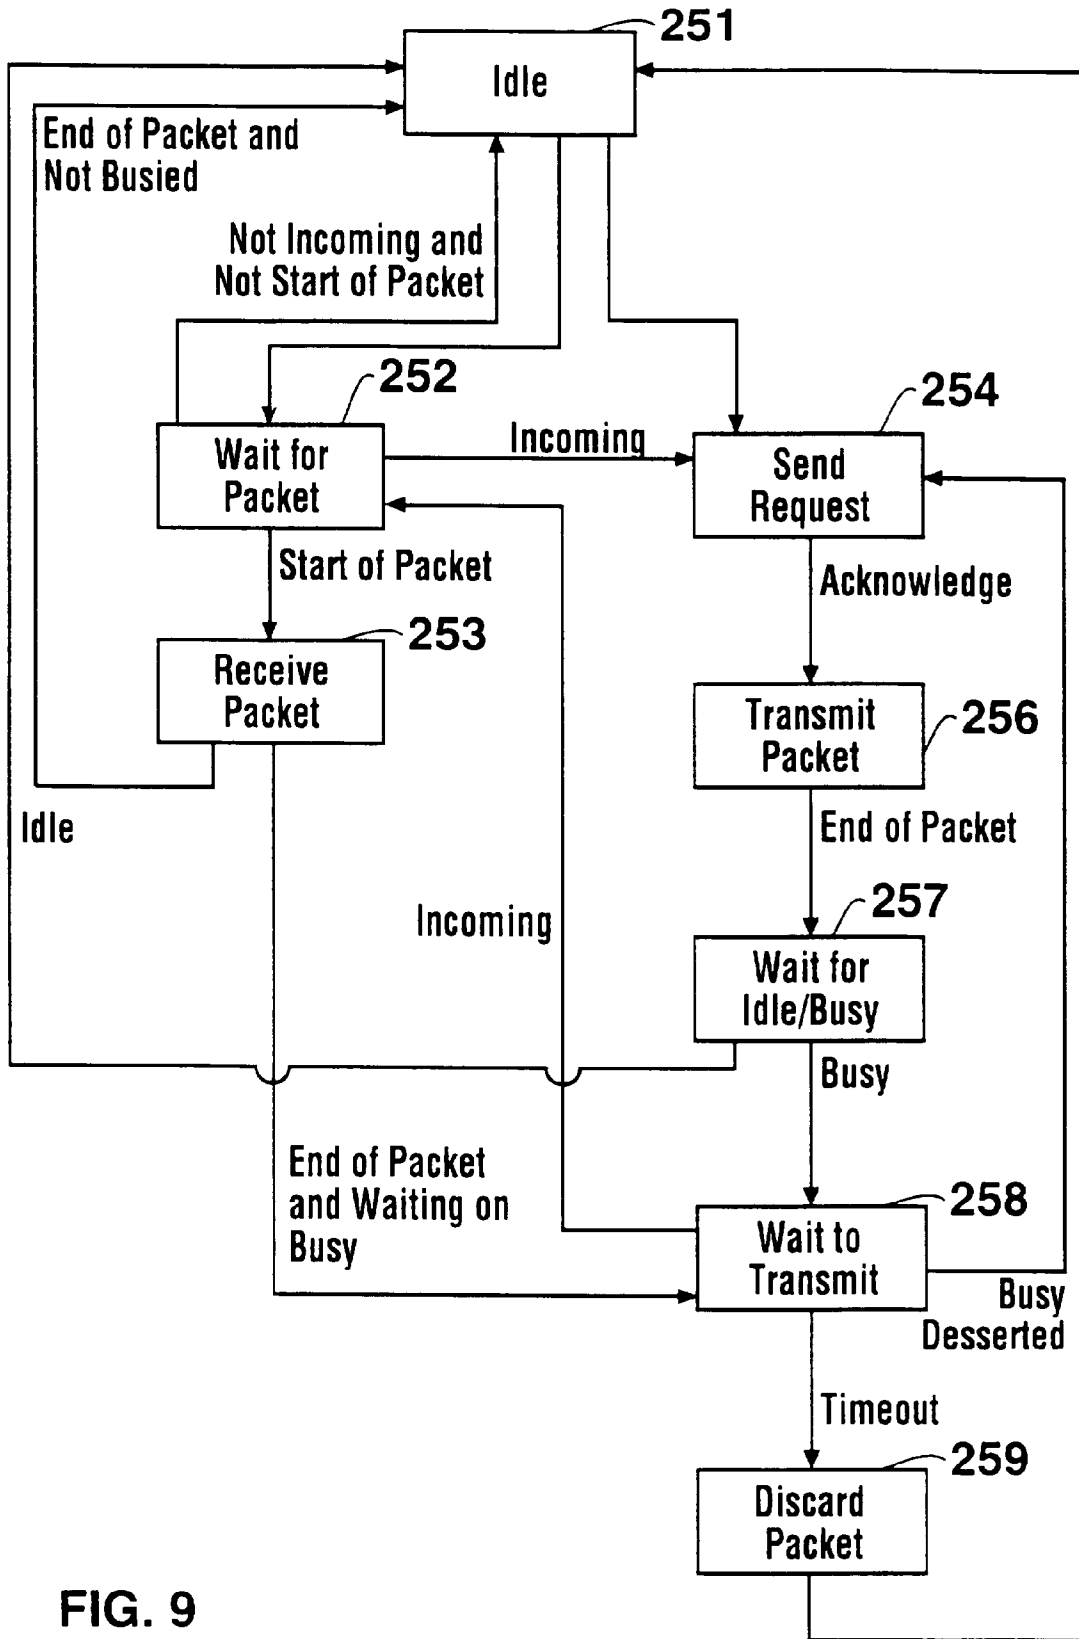 251
Idle
End of Packet and
Not Busied
Not Incoming and
Not Start of Packet
252
Wait for
Packet
Incoming
254
Send
Request
Start of Packet
Acknowledge
253
Receive
Packet
Transmit
Packet
256
Idle
End of Packet
257
Incoming
Wait for
Idle/Busy
Busy
End of Packet
and Waiting on
Busy
258
Wait to
Transmit
Busy
Desserted
Timeout
259
Discard
Packet
FIG. 9